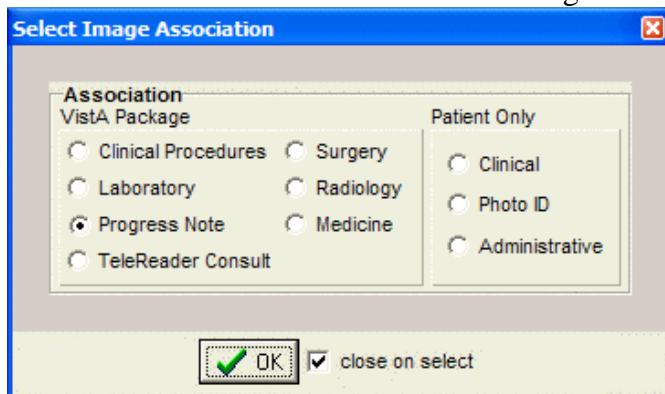 Select Image Association
Association
VistA Package Patient Only
Clinical Procedures Surgery Clinical
Laboratory Radiology Photo ID
Progress Note Medicine Administrative
TeleReader Consult
OK close on select